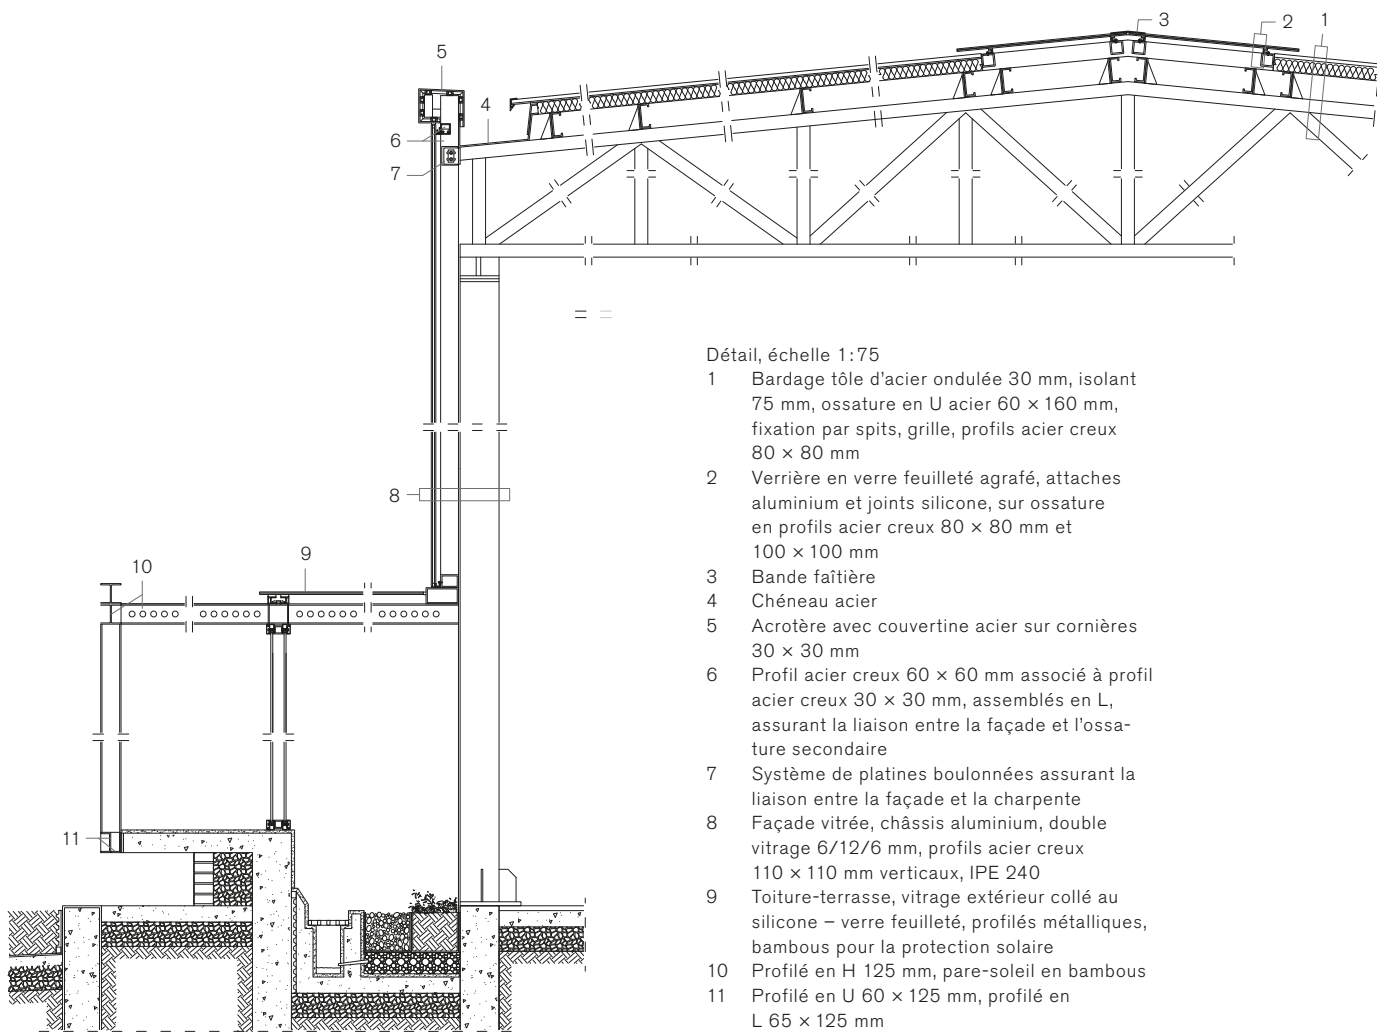 3
2
1
5
4
6
7
8
9
10
11
Détail, échelle 1:75
1 Bardage tôle d'acier ondulée 30 mm, isolant
75 mm, ossature en U acier 60 × 160 mm,
fixation par spits, grille, profils acier creux
80 × 80 mm
2 Verrière en verre feuilleté agrafé, attaches
aluminium et joints silicone, sur ossature
en profils acier creux 80 × 80 mm et
100 × 100 mm
3 Bande faîtière
4 Chéneau acier
5 Acrotère avec couvertine acier sur cornières
30 × 30 mm
6 Profil acier creux 60 × 60 mm associé à profil
acier creux 30 × 30 mm, assemblés en L,
assurant la liaison entre la façade et l'ossa-
ture secondaire
7 Système de platines boulonnées assurant la
liaison entre la façade et la charpente
8 Façade vitrée, châssis aluminium, double
vitrage 6/12/6 mm, profils acier creux
110 × 110 mm verticaux, IPE 240
9 Toiture-terrasse, vitrage extérieur collé au
silicone – verre feuilleté, profilés métalliques,
bambous pour la protection solaire
10 Profilé en H 125 mm, pare-soleil en bambous
11 Profilé en U 60 × 125 mm, profilé en
L 65 × 125 mm